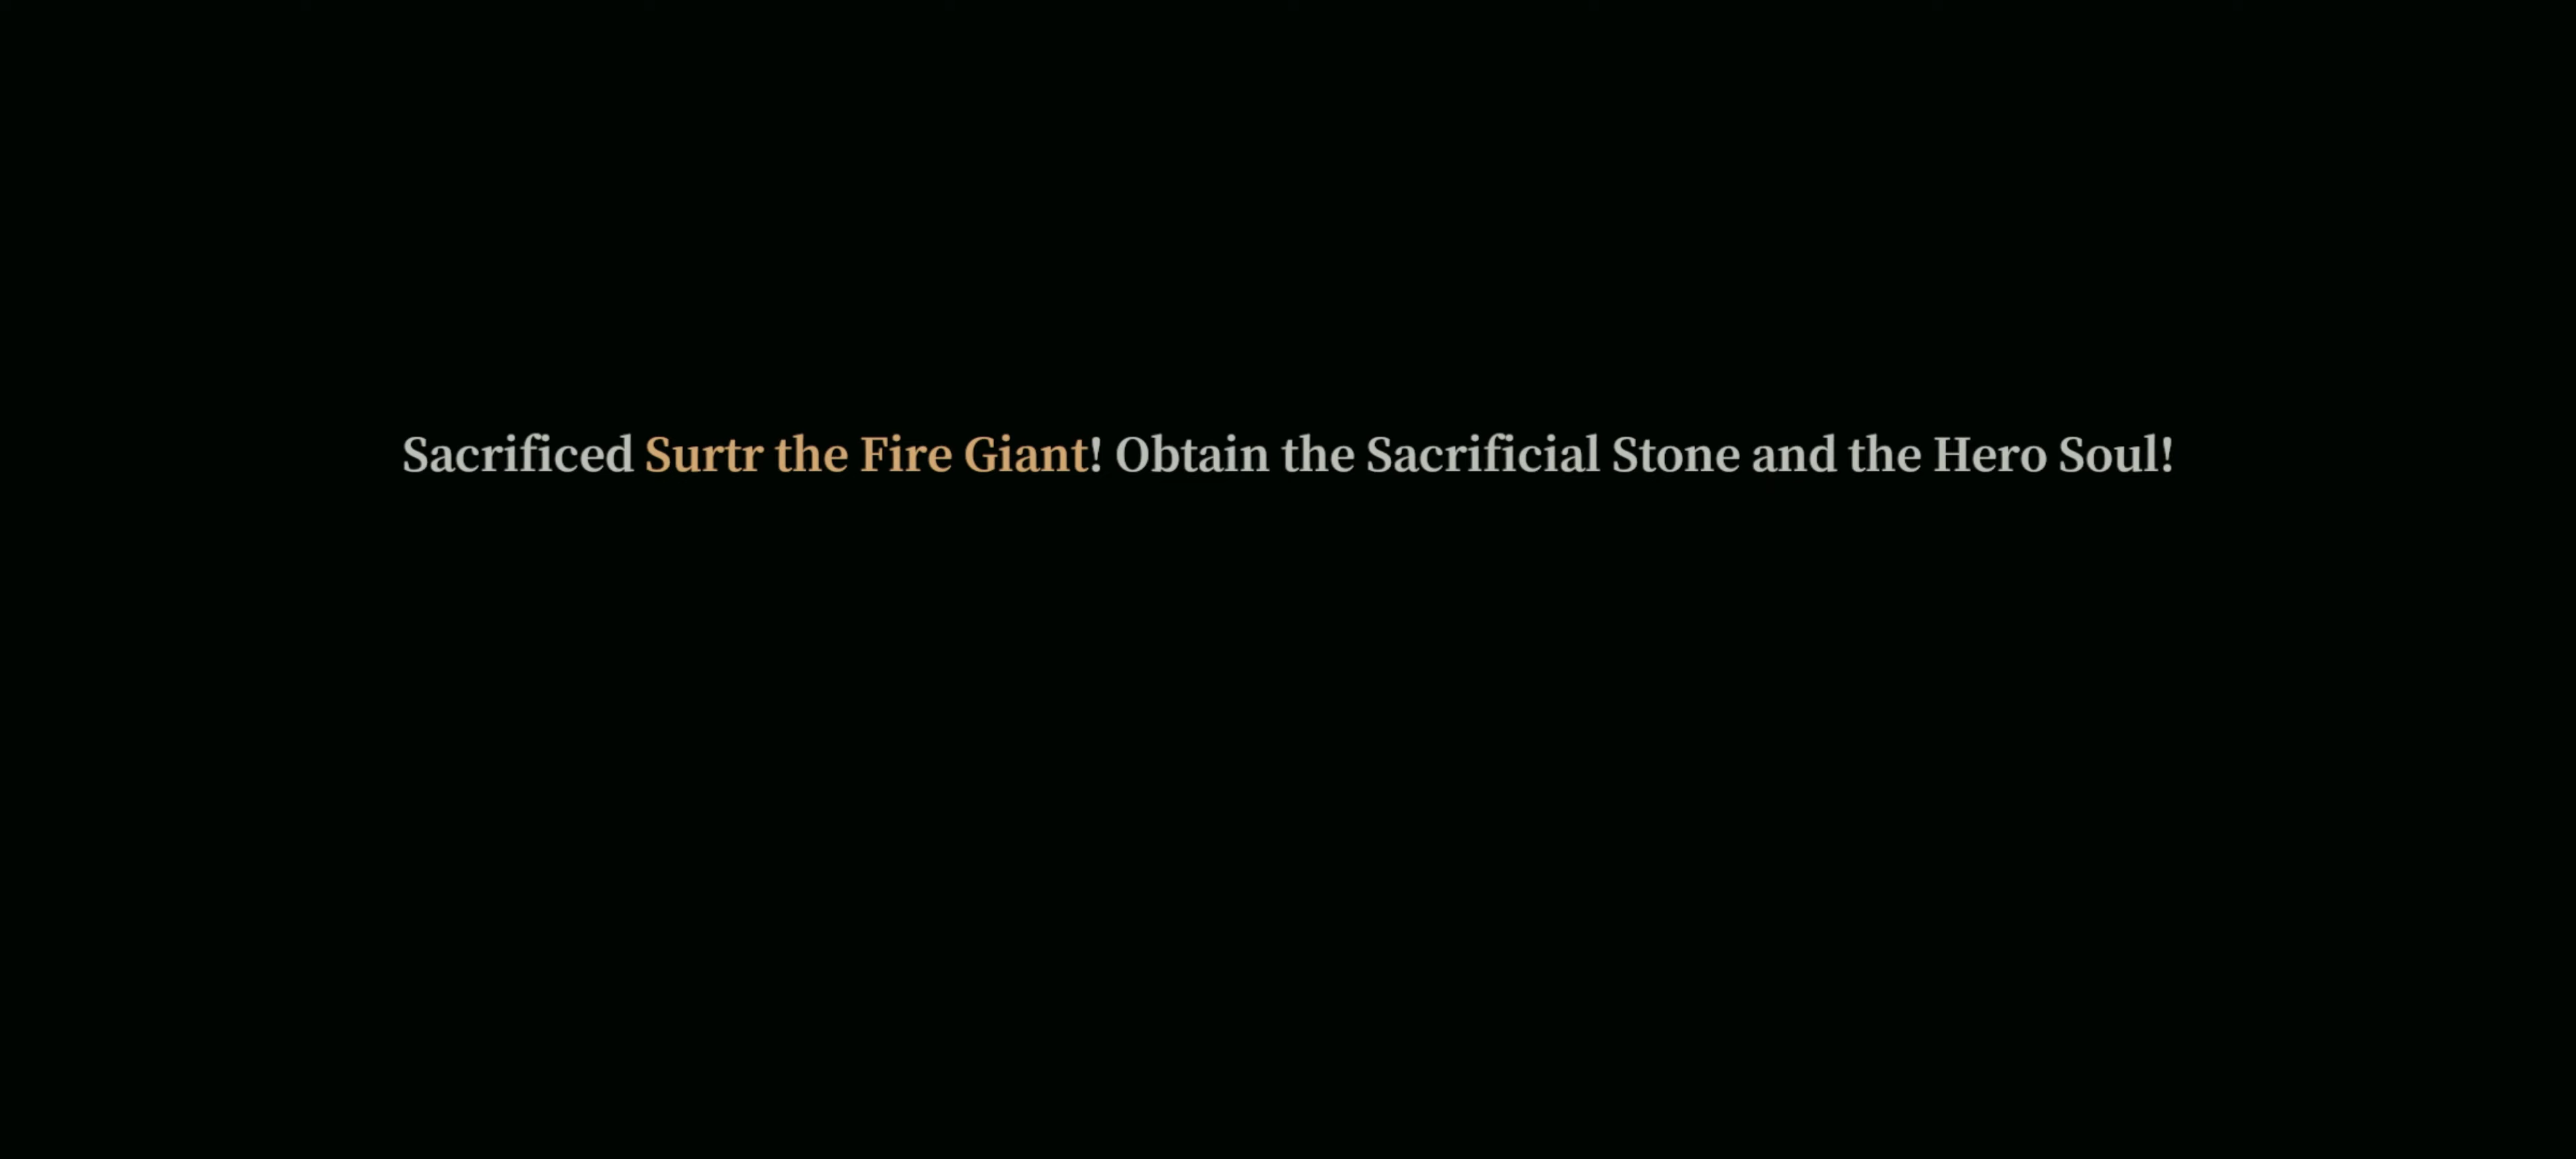 Sacrificed Surtr the Fire Giant! Obtain the Sacrificial Stone and the Hero Soul!